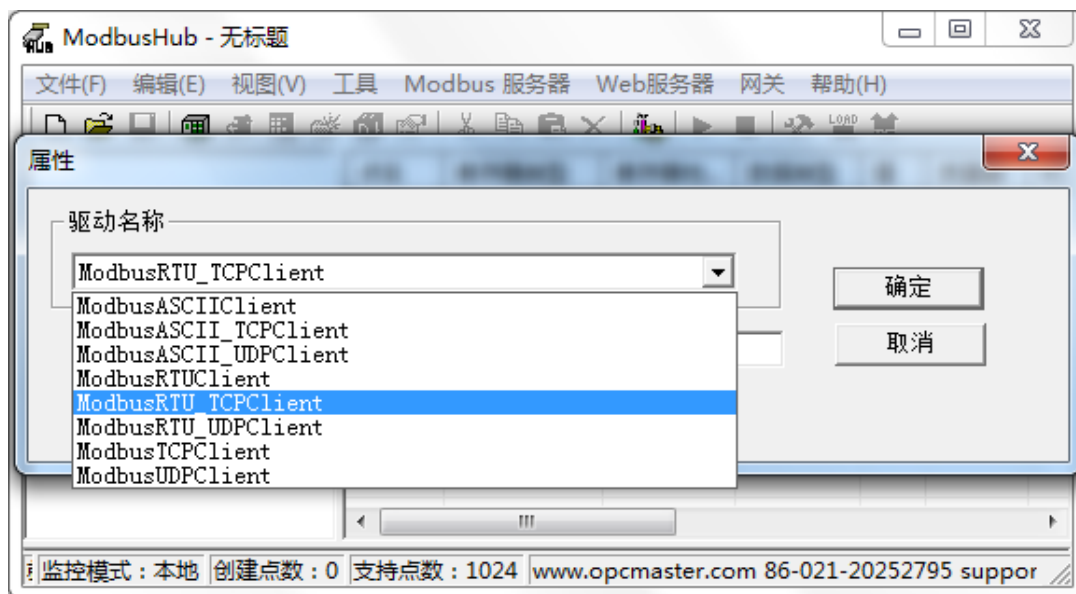 ModbusHub - 无标题
文件(F) 编辑(E) 视图(V) 工具 Modbus 服务器 Web服务器 网关 帮助(H)
LOAD
属性
驱动名称
ModbusRTU_TCPClient
确定
ModbusASCIIClient
ModbusASCII_TCPClient
取消
ModbusASCII_UDPClient
ModbusRTUClient
ModbusRTU_TCPClient
ModbusRTU_UDPClient
ModbusTCPClient
ModbusUDPClient
监控模式：本地 创建点数：0 支持点数：1024 www.opcmaster.com 86-021-20252795 suppor